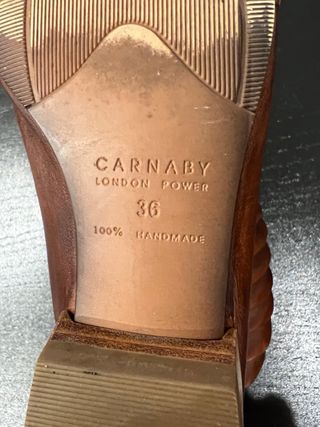 CARNABY
LONDON POWER
36
100% HANDMADE